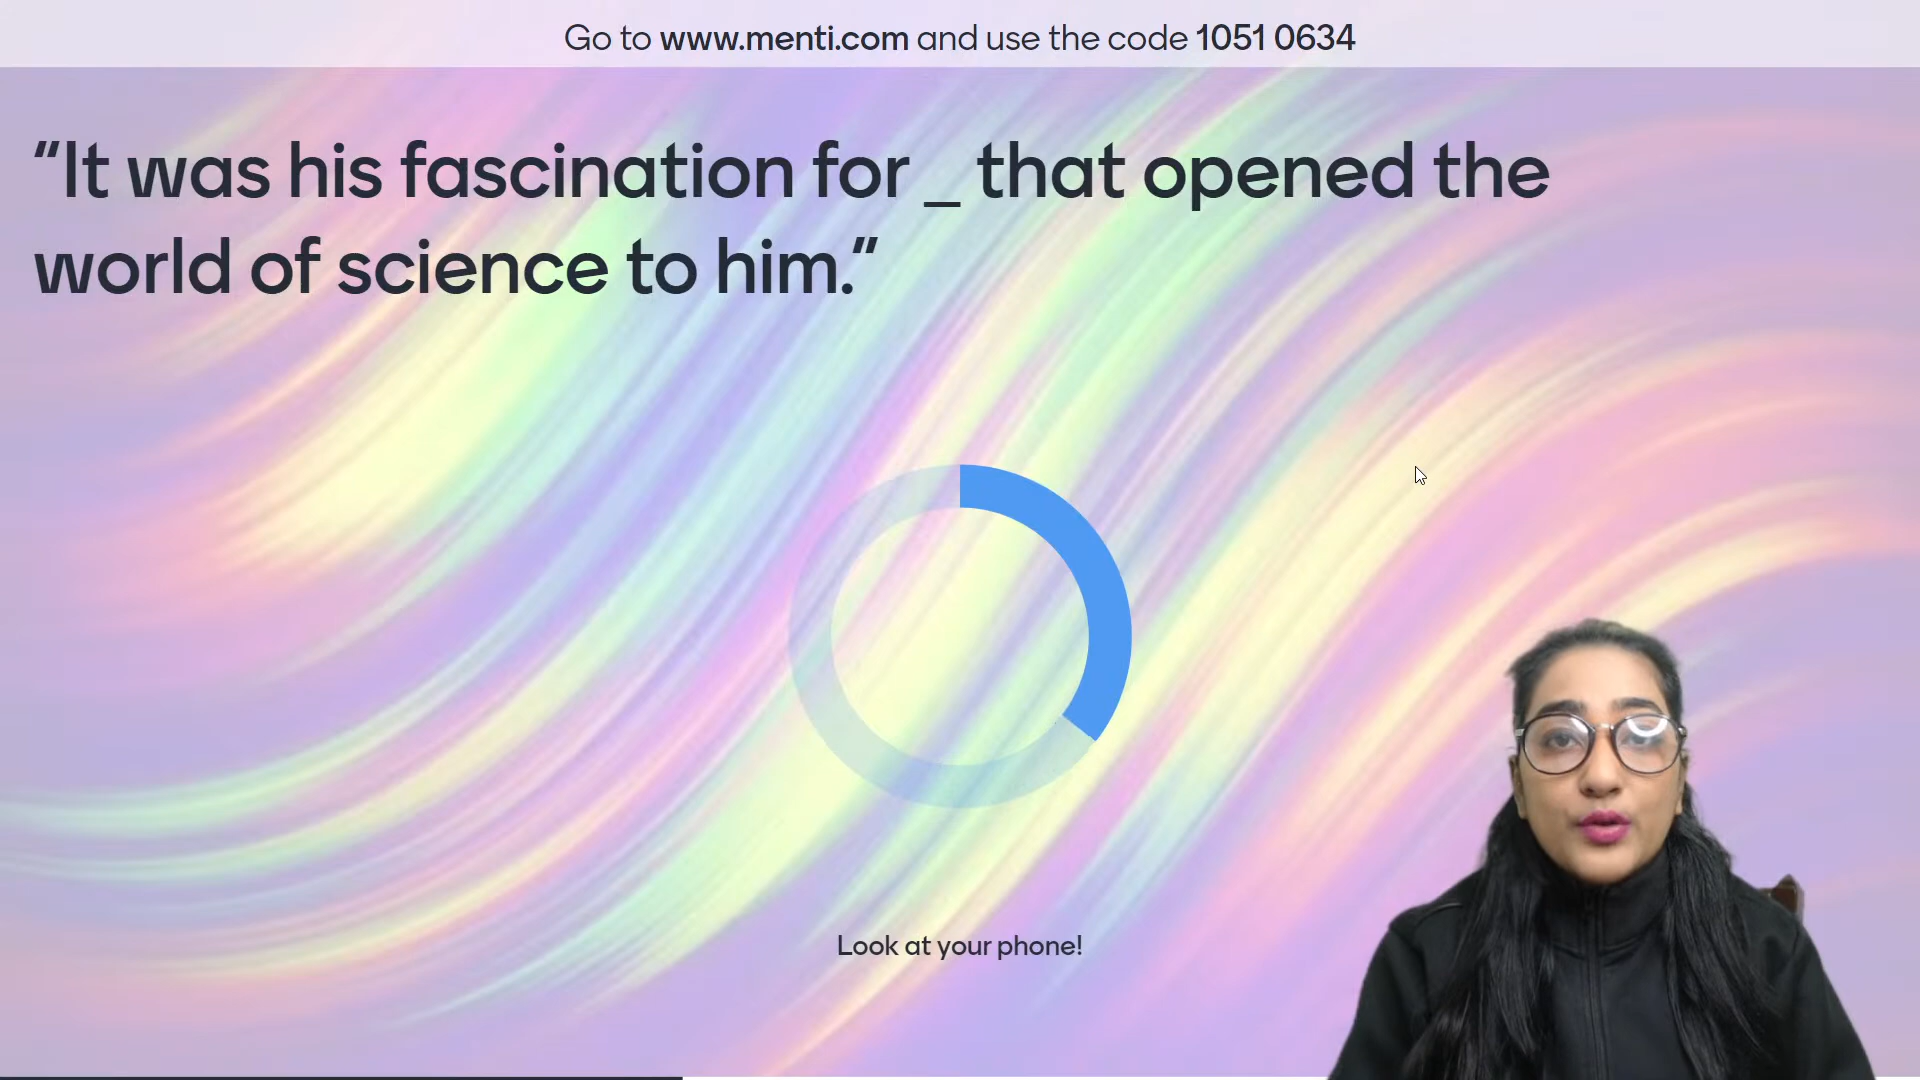 Go to www.menti.com and use the code 1051 0634
“It was his fascination for _ that opened the
world of science to him.”
Look at your phone!